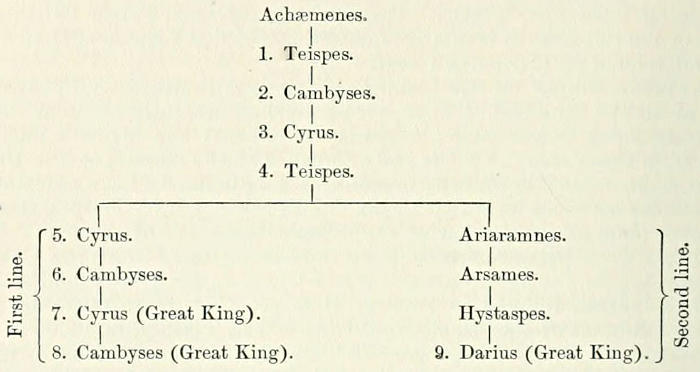 Achæmenes.
1. Teispes.
2. Cambyses.
3. Cyrus.
4. Teispes.
First line.
5. Cyrus.
6. Cambyses.
7. Cyrus (Great King).
8. Cambyses (Great King).
Ariaramnes.
Arsames.
Hystaspes.
9. Darius (Great King).
Second line.